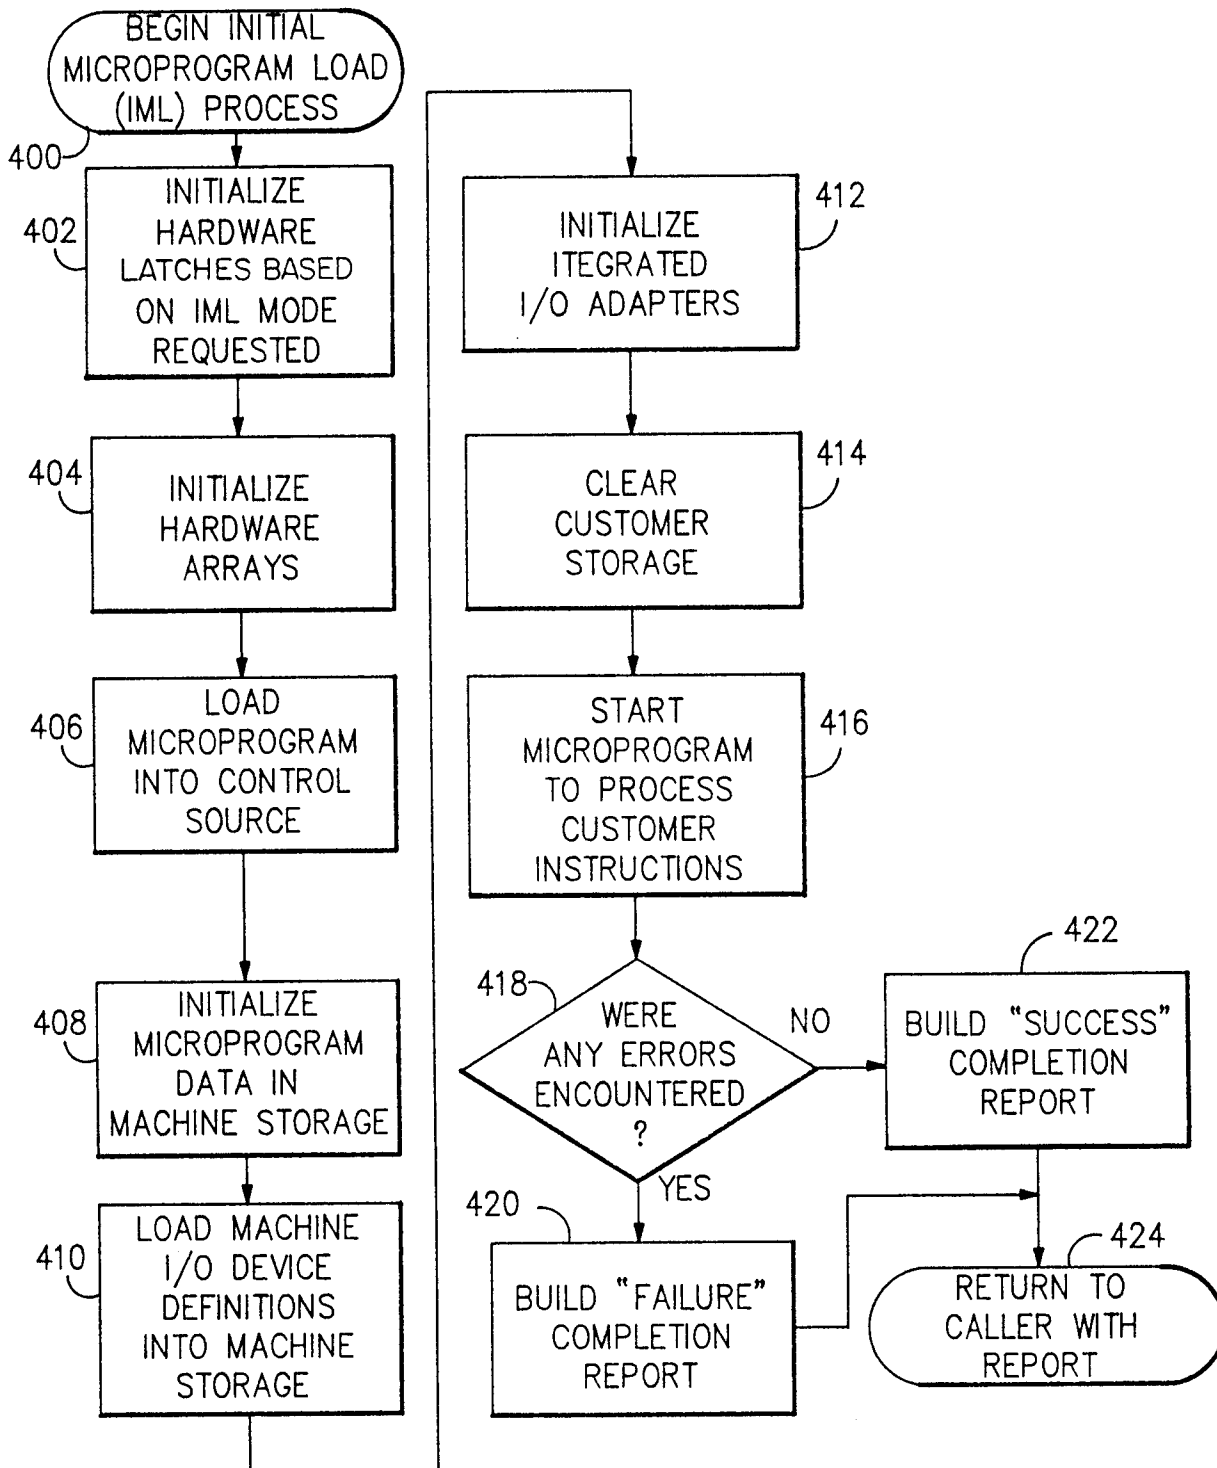 BEGIN INITIAL
MICROPROGRAM LOAD
(IML) PROCESS
400
INITIALIZE
HARDWARE
LATCHES BASED
ON IML MODE
REQUESTED
402
INITIALIZE
HARDWARE
ARRAYS
404
LOAD
MICROPROGRAM
INTO CONTROL
SOURCE
406
INITIALIZE
MICROPROGRAM
DATA IN
MACHINE STORAGE
408
LOAD MACHINE
I/O DEVICE
DEFINITIONS
INTO MACHINE
STORAGE
410
INITIALIZE
ITEGRATED
I/O ADAPTERS
412
CLEAR
CUSTOMER
STORAGE
414
START
MICROPROGRAM
TO PROCESS
CUSTOMER
INSTRUCTIONS
416
WERE
ANY ERRORS
ENCOUNTERED
?
418
NO
YES
BUILD "FAILURE"
COMPLETION
REPORT
420
BUILD "SUCCESS"
COMPLETION
REPORT
422
RETURN TO
CALLER WITH
REPORT
424